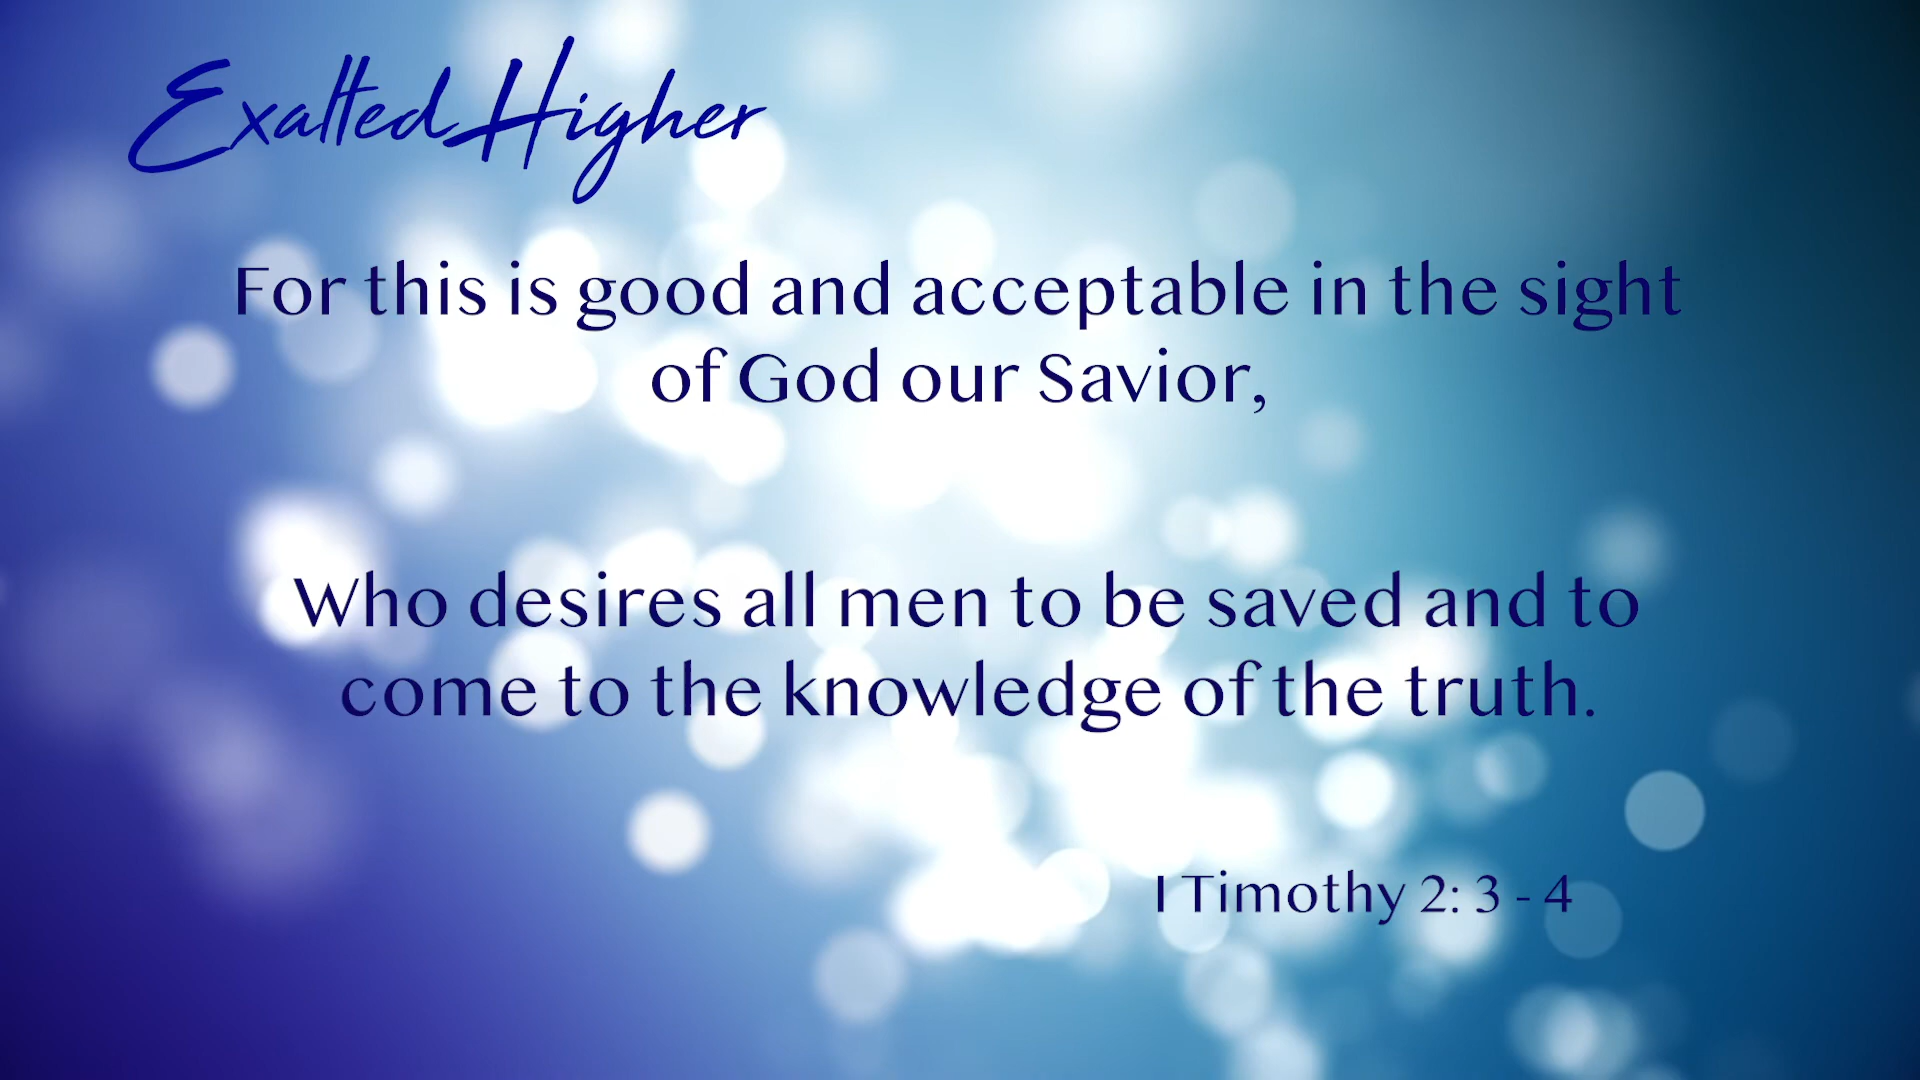 Exalted Higher
For this is good and acceptable in the sight
of God our Savior,
Who desires all men to be saved and to
come to the knowledge of the truth.
I Timothy 2: 3 - 4